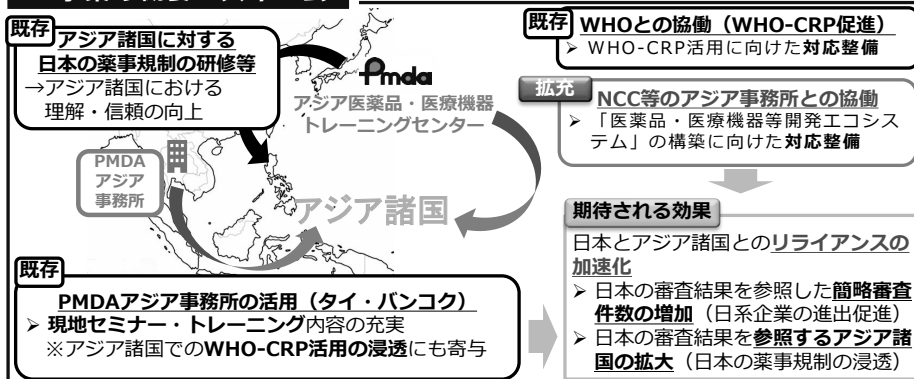 既存
アジア諸国に対する
日本の薬事規制の研修等
→アジア諸国における
理解・信頼の向上
Pmda
アジア医薬品・医療機器
トレーニングセンター
PMDA
アジア
事務所
アジア諸国
既存
PMDAアジア事務所の活用（タイ・バンコク）
➢ 現地セミナー・トレーニング内容の充実
※アジア諸国でのWHO-CRP活用の浸透にも寄与
既存
WHOとの協働（WHO-CRP促進）
➢ WHO-CRP活用に向けた対応整備
拡充
NCC等のアジア事務所との協働
➢ 「医薬品・医療機器等開発エコシス
テム」の構築に向けた対応整備
期待される効果
日本とアジア諸国とのリライアンスの
加速化
➢ 日本の審査結果を参照した簡略審査
件数の増加（日系企業の進出促進）
➢ 日本の審査結果を参照するアジア諸
国の拡大（日本の薬事規制の浸透）